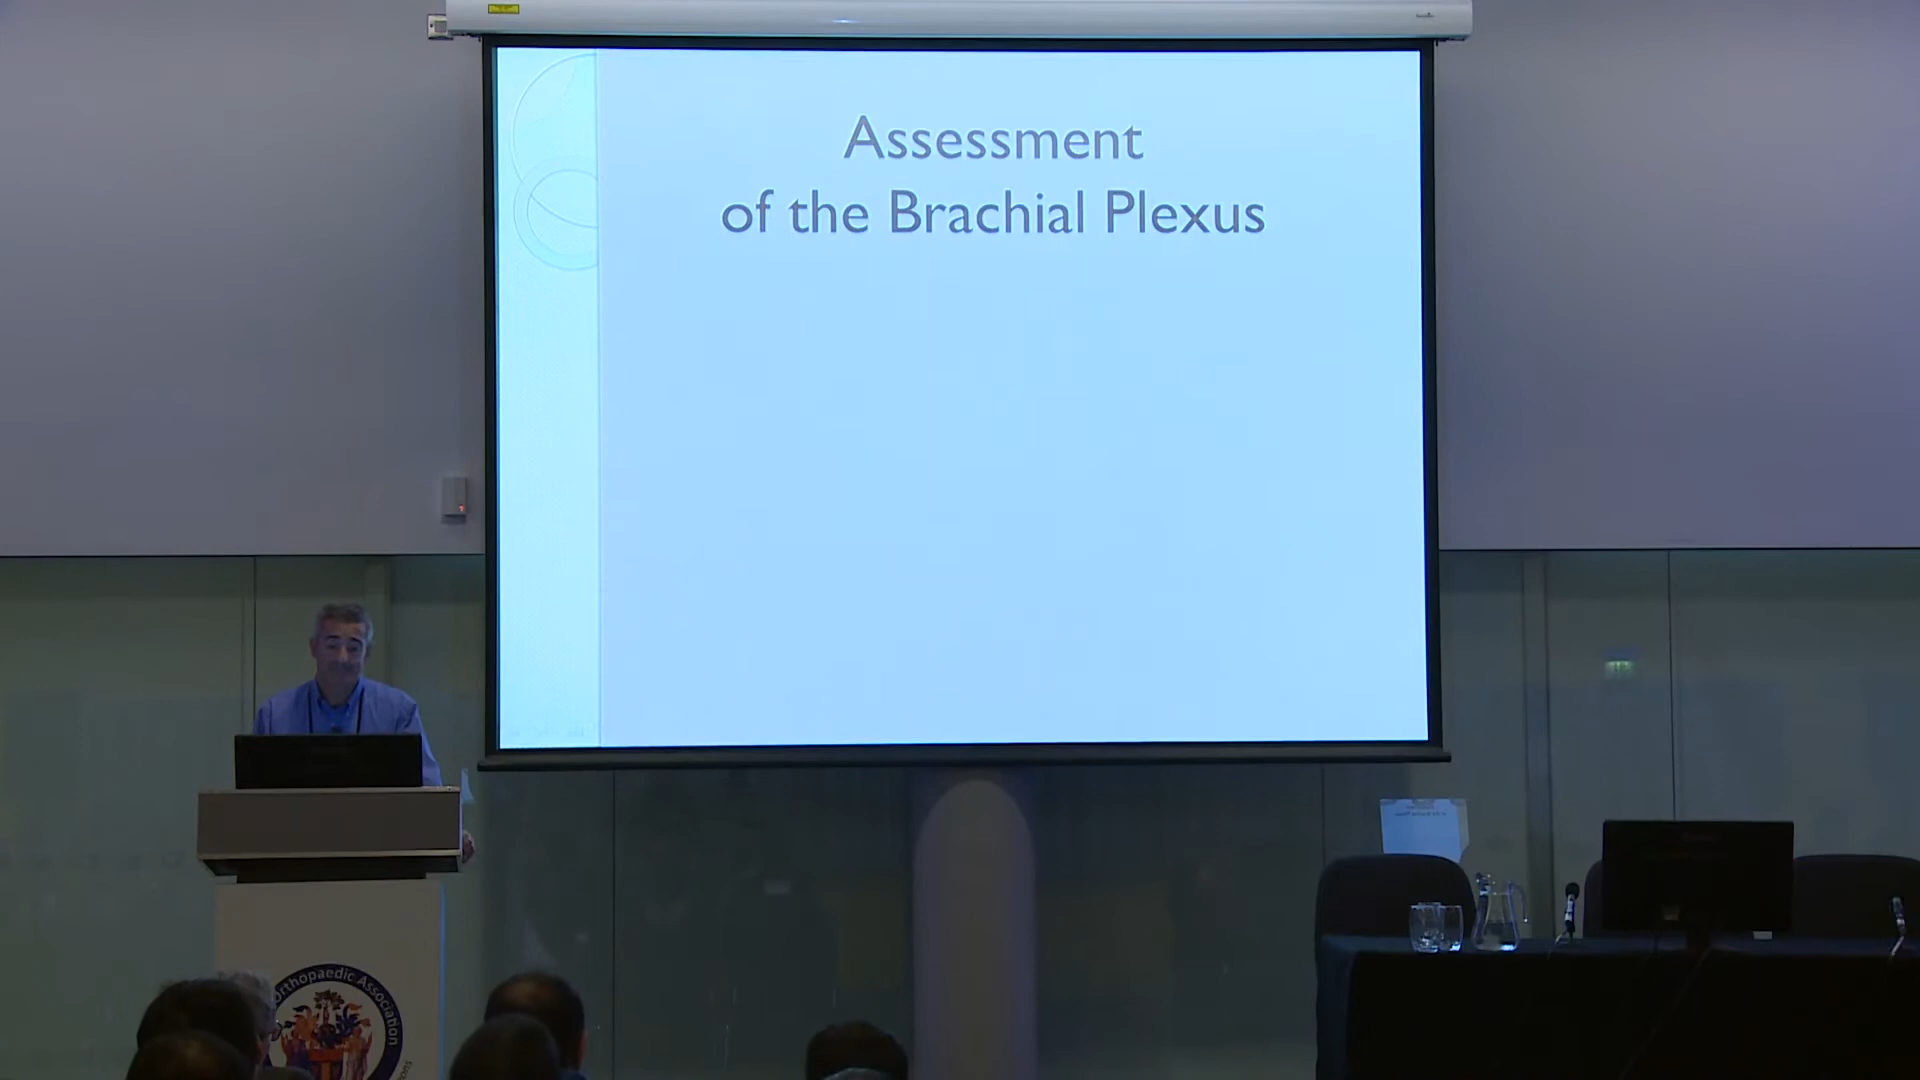 Assessment
of the Brachial Plexus
Orthopaedic Association